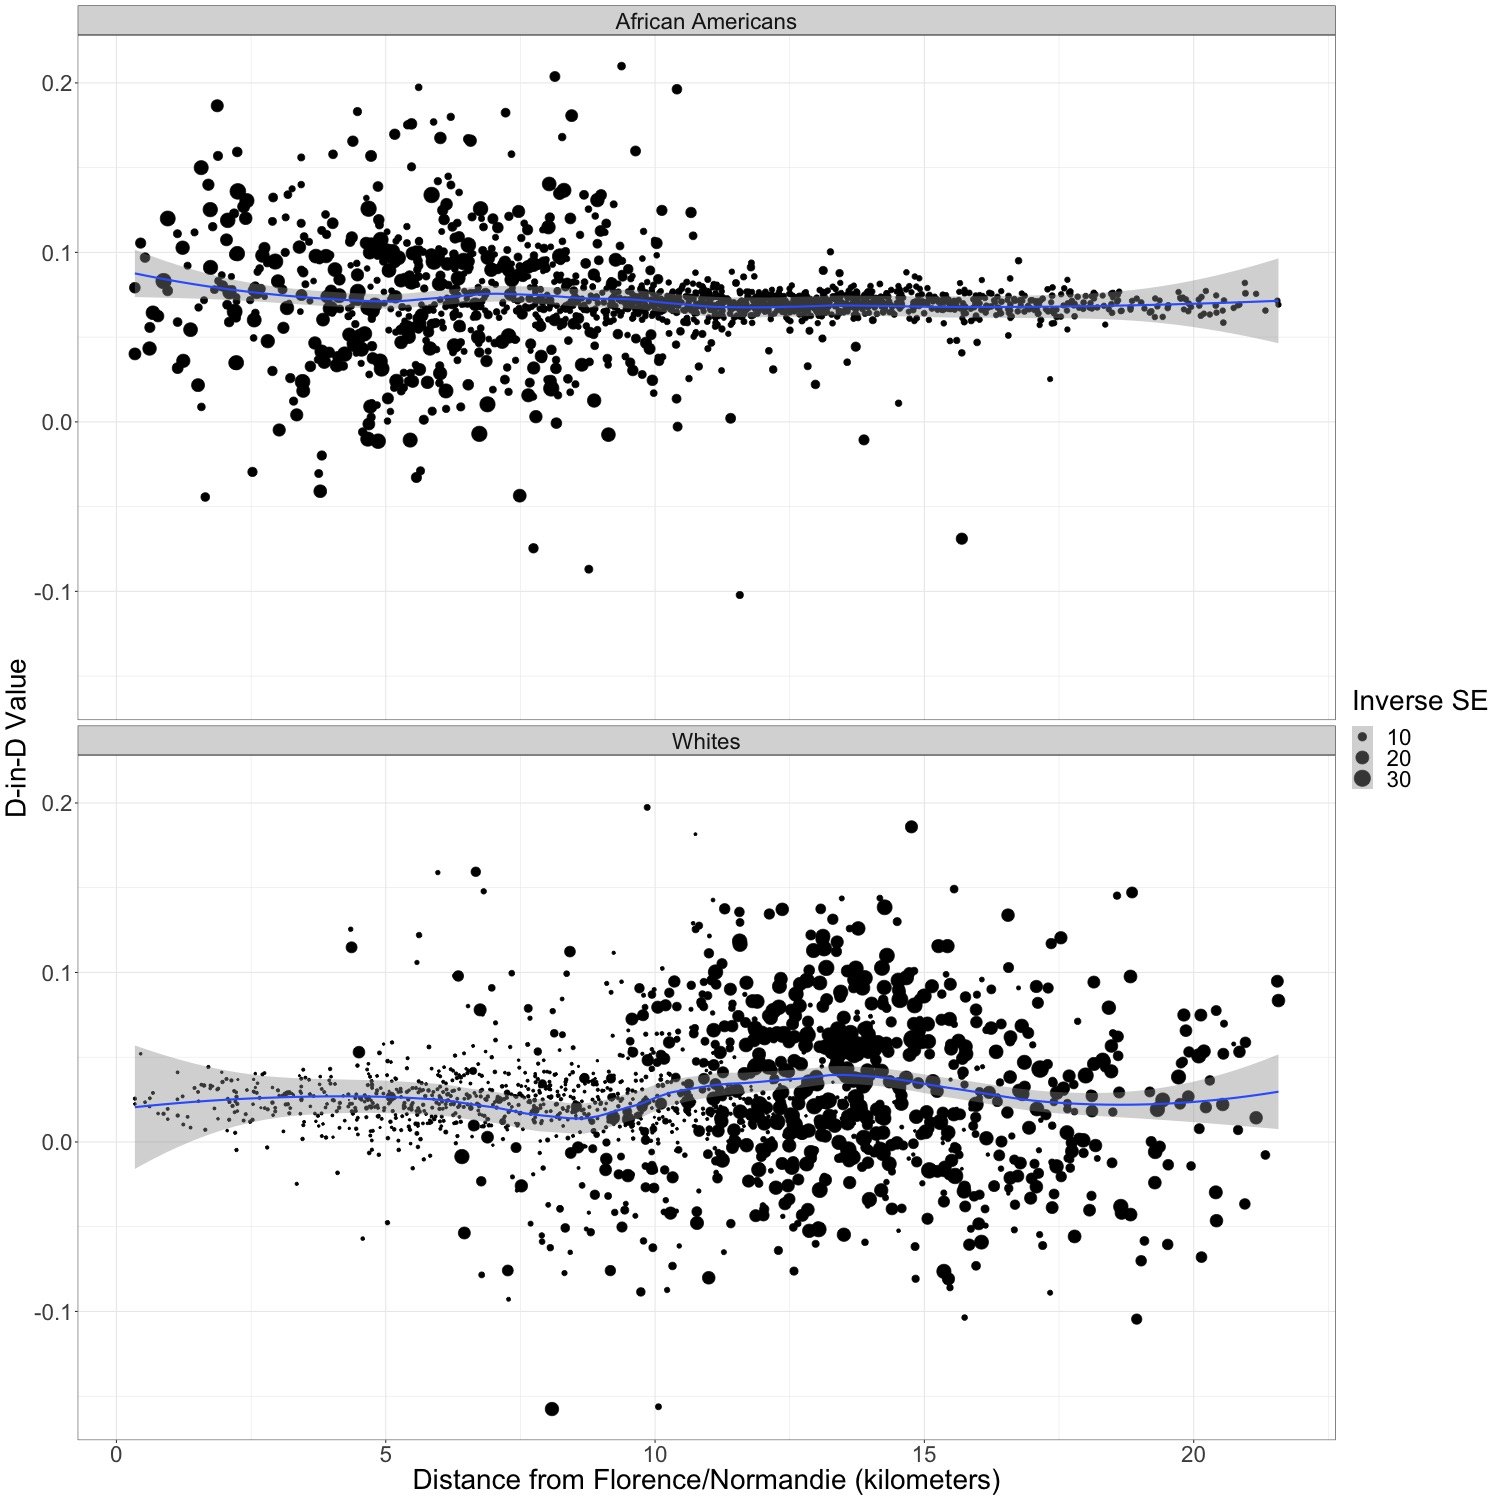 African Americans
0.2
0.1
0.0
-0.1
D-in-D Value
Whites
0.2
0.1
0.0
-0.1
0 5 10 15 20
Distance from Florence/Normandie (kilometers)
Inverse SE
10
20
30